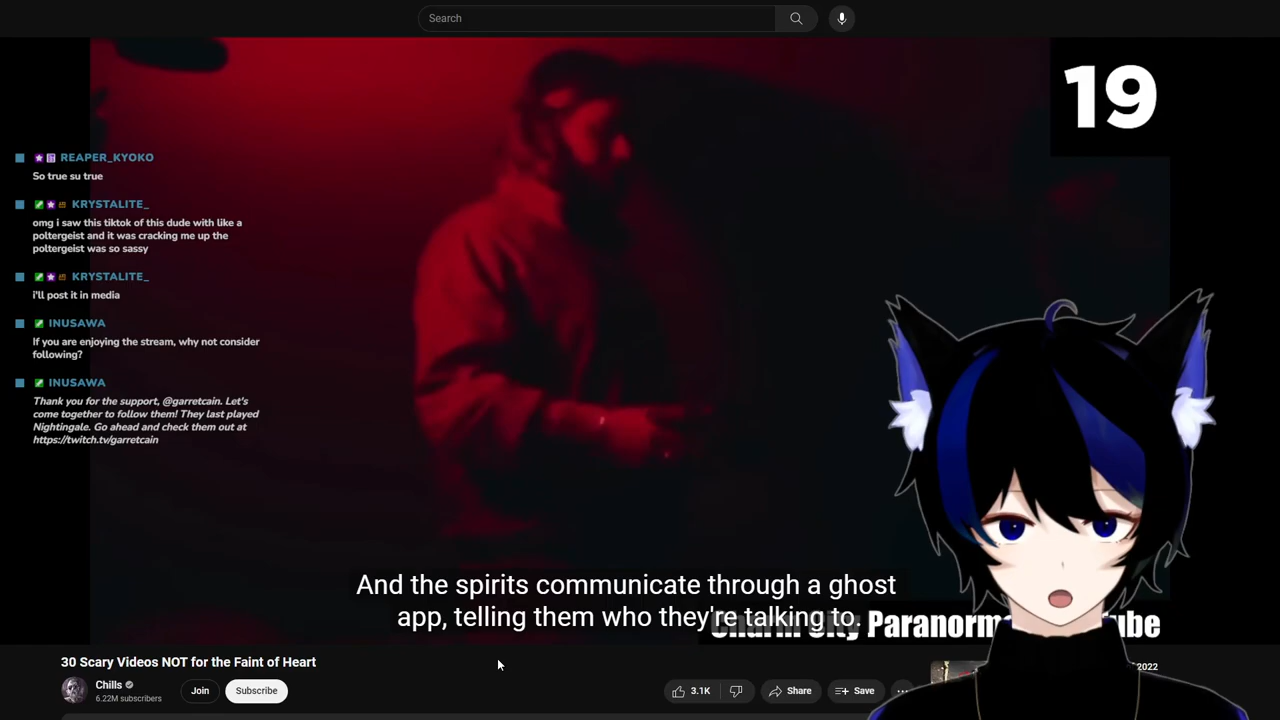 Search
19
REAPER_KYOKO
So true su true
KRYSTALITE_
omg i saw this tiktok of this dude with like a
poltergeist and it was cracking me up the
poltergeist was so sassy
KRYSTALITE_
i'll post it in media
INUSAWA
If you are enjoying the stream, why not consider
following?
INUSAWA
Thank you for the support, @garretcain. Let's
come together to follow them! They last played
Nightingale. Go ahead and check them out at
https://twitch.tv/garretcain
And the spirits communicate through a ghost
app, telling them who they're talking to.
Charm City Paranorm
ube
30 Scary Videos NOT for the Faint of Heart
2022
Chills
6.22M subscribers
Join
Subscribe
3.1K
Share
Save